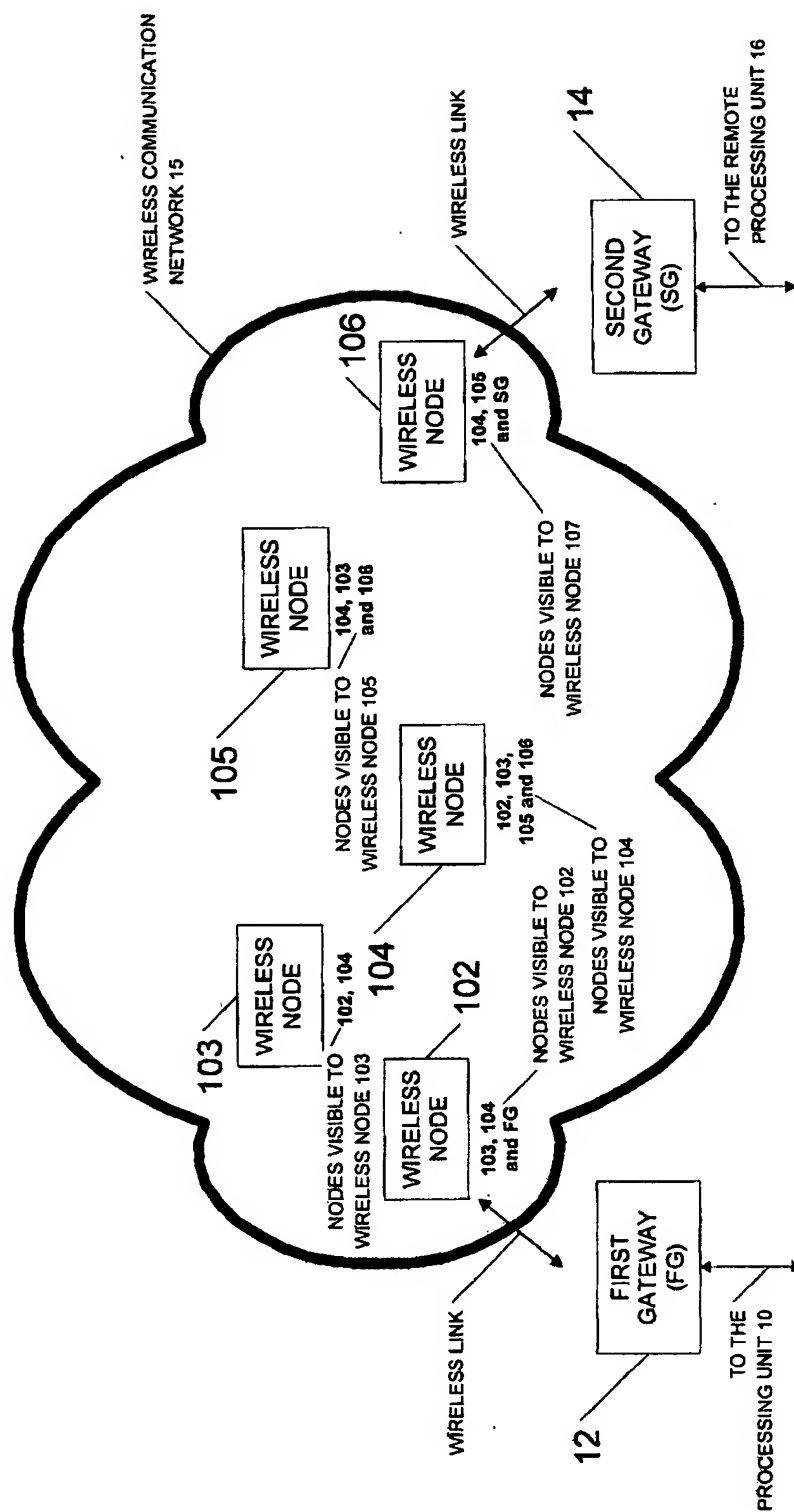 WIRELESS COMMUNICATION
NETWORK 15
103
WIRELESS
NODE
102, 104
NODES VISIBLE TO
WIRELESS NODE 103
105
WIRELESS
NODE
104, 103
and 106
NODES VISIBLE TO
WIRELESS NODE 105
104
WIRELESS
NODE
102, 103,
105 and 106
NODES VISIBLE TO
WIRELESS NODE 104
102
WIRELESS
NODE
103, 104
and FG
NODES VISIBLE TO
WIRELESS NODE 102
106
WIRELESS
NODE
104, 105
and SG
NODES VISIBLE TO
WIRELESS NODE 107
WIRELESS LINK
WIRELESS LINK
12
FIRST
GATEWAY
(FG)
TO THE
PROCESSING UNIT 10
14
SECOND
GATEWAY
(SG)
TO THE REMOTE
PROCESSING UNIT 16